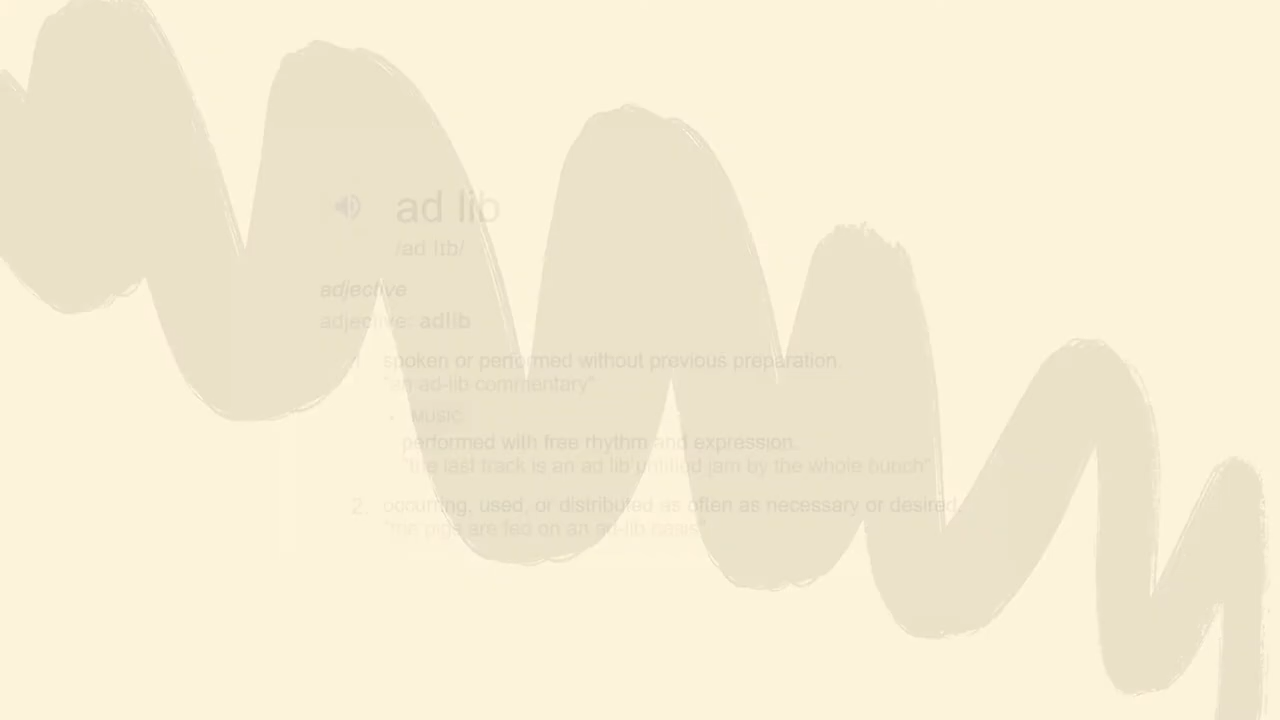 ad lib
/ad lɪb/
adjective
adjective: adlib
1. spoken or performed without previous preparation.
"an ad-lib commentary"
• MUSIC
performed with free rhythm and expression.
"the last track is an ad lib untitled jam by the whole bunch"
2. occurring, used, or distributed as often as necessary or desired.
"the pigs are fed on an ad-lib basis"